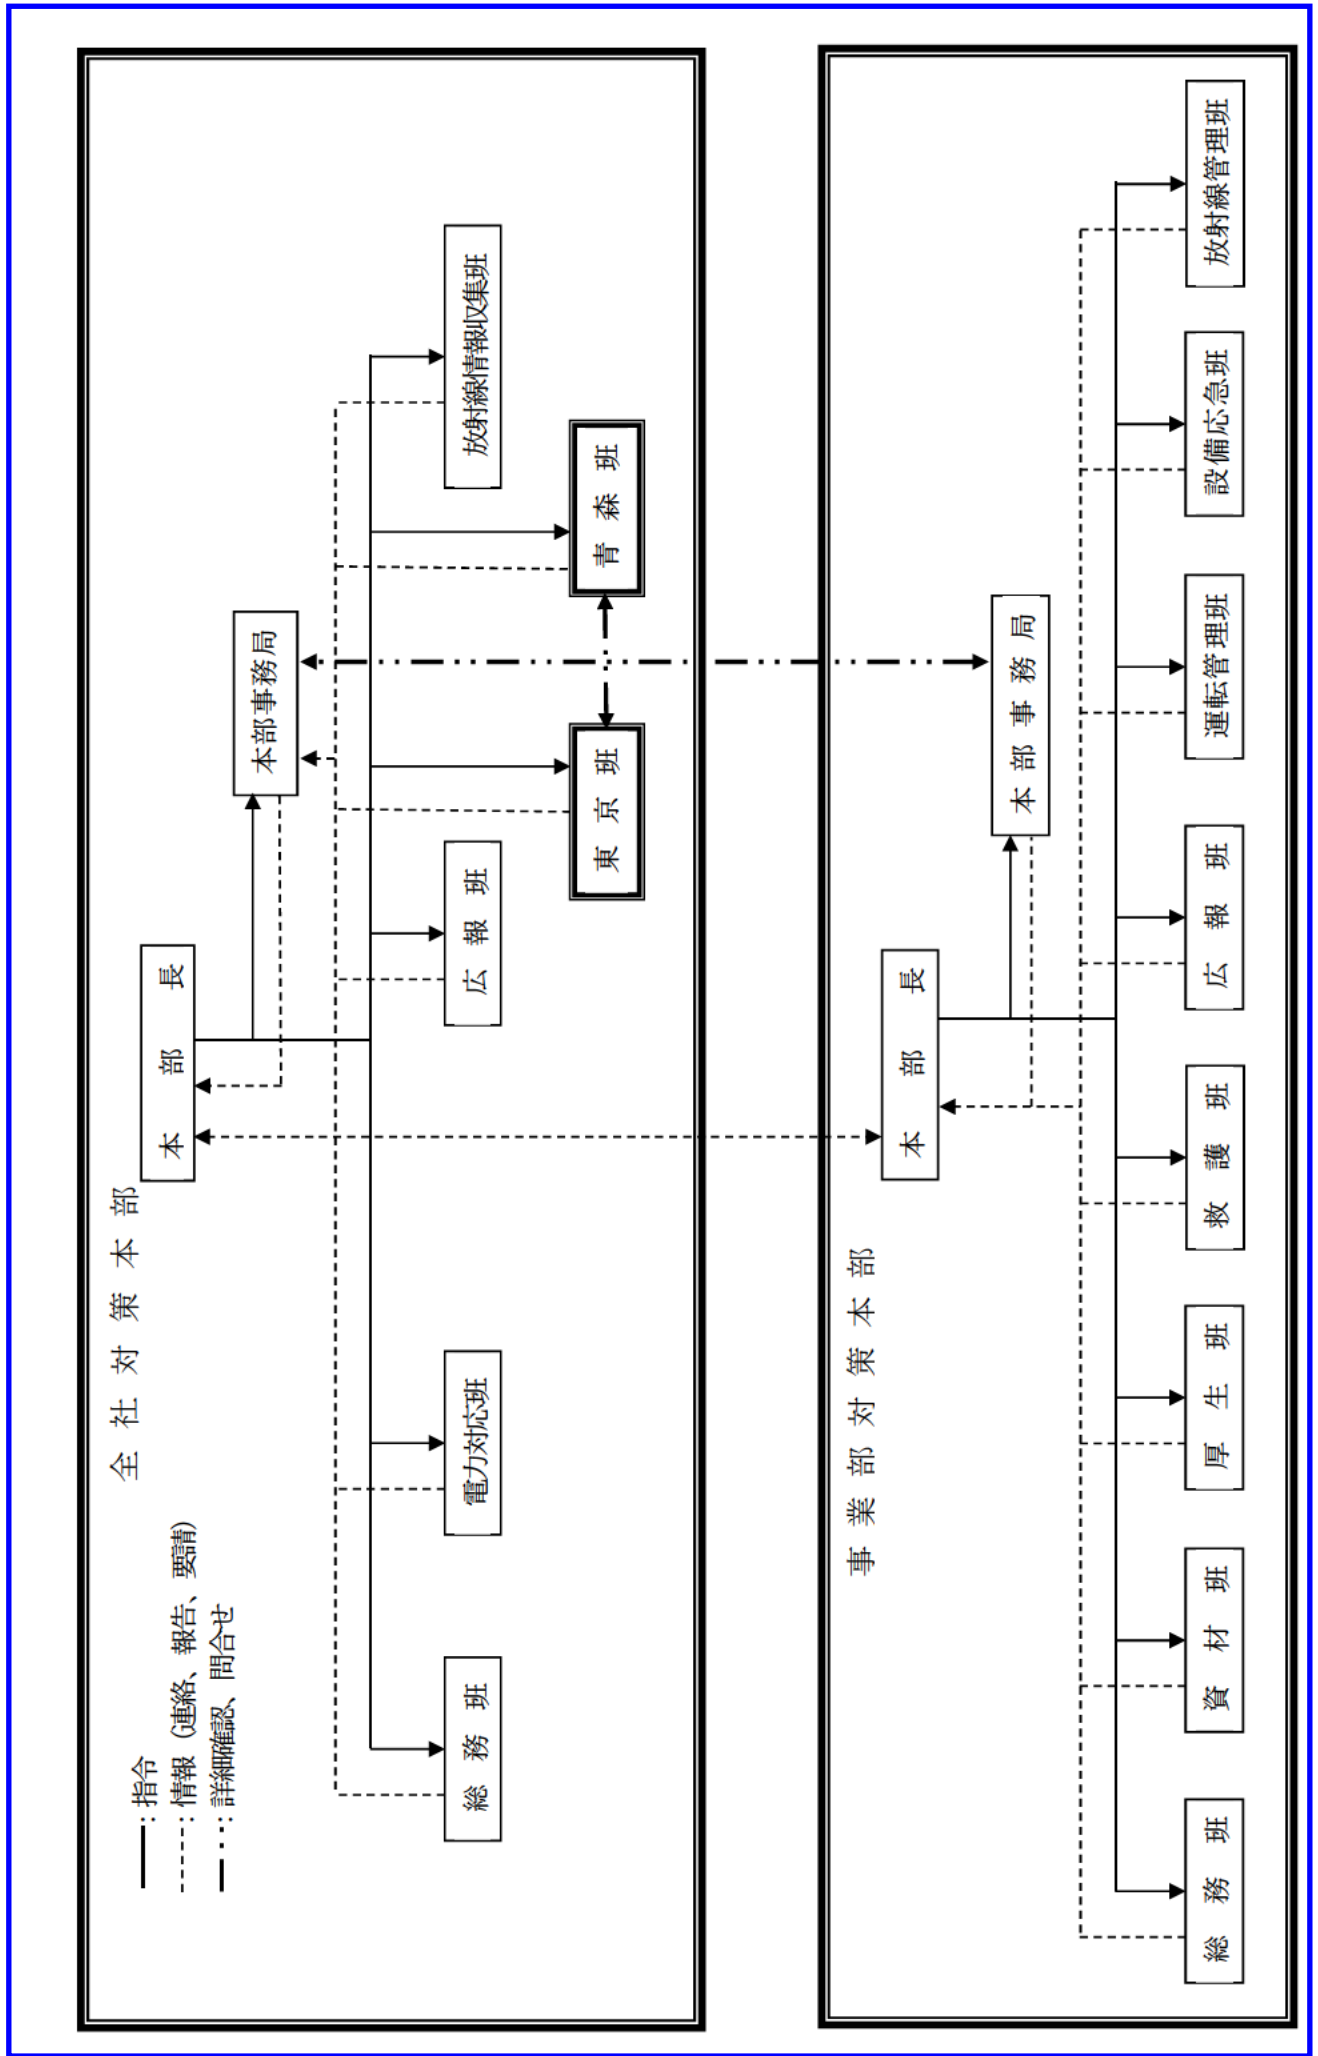 全社対策本部
──：指令
-----：情報（連絡、報告、要請）
─‥：詳細確認、問合せ
本部長
本部事務局
総務班
電力対応班
広報班
放射線情報収集班
東京班
青森班
事業部対策本部
本部長
本部事務局
総務班
資材班
厚生班
救護班
広報班
運転管理班
設備応急班
放射線管理班